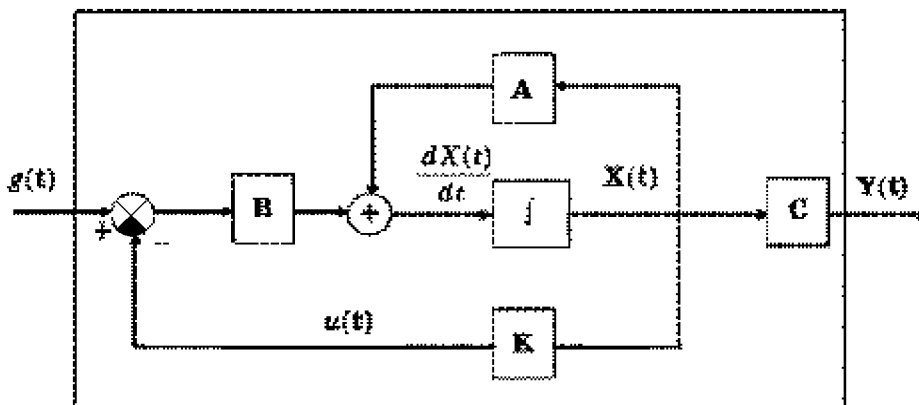 A
g(t)
+
−
B
+
dX(t)
dt
∫
X(t)
C
Y(t)
u(t)
K